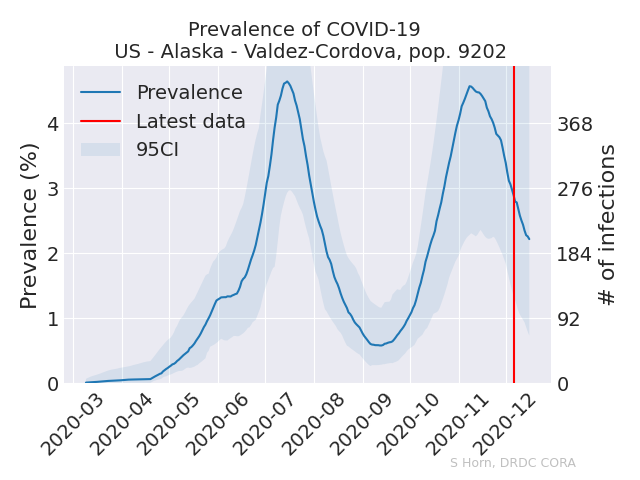 Prevalence of COVID-19
US - Alaska - Valdez-Cordova, pop. 9202
Prevalence
Latest data
95CI
Prevalence (%)
4
3
2
1
0
# of infections
368
276
184
92
0
2020-03
2020-04
2020-05
2020-06
2020-07
2020-08
2020-09
2020-10
2020-11
2020-12
S Horn, DRDC CORA